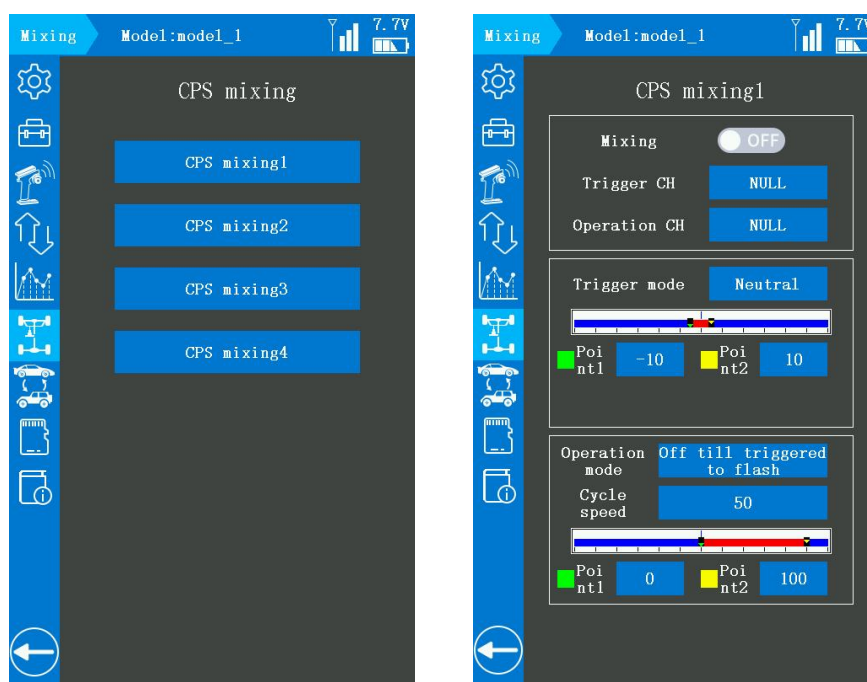 Mixing Model:model_1 7.7V
CPS mixing
CPS mixing1
CPS mixing2
CPS mixing3
CPS mixing4
Mixing Model:model_1 7.7V
CPS mixing1
Mixing OFF
Trigger CH NULL
Operation CH NULL
Trigger mode Neutral
Poi
nt1 -10
Poi
nt2 10
Operation
mode
Off till triggered
to flash
Cycle
speed
50
Poi
nt1 0
Poi
nt2 100